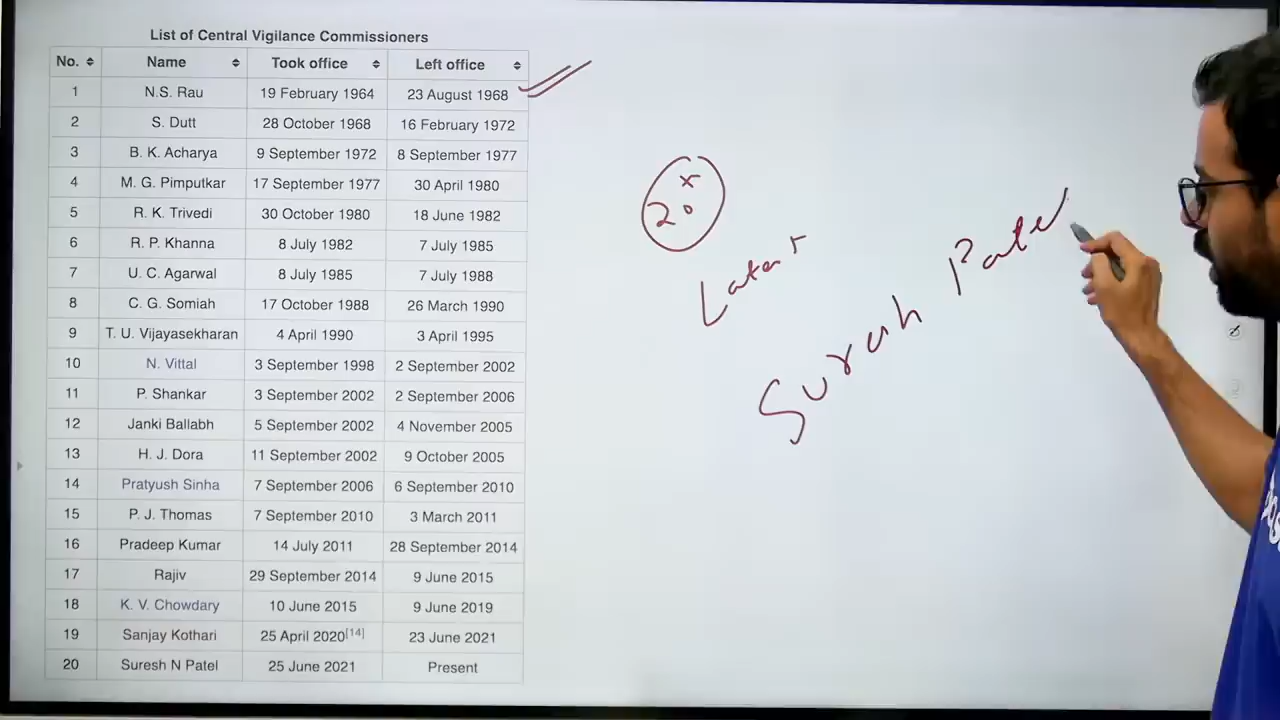 List of Central Vigilance Commissioners
No. Name Took office Left office
1 N.S. Rau 19 February 1964 23 August 1968
2 S. Dutt 28 October 1968 16 February 1972
3 B. K. Acharya 9 September 1972 8 September 1977
4 M. G. Pimputkar 17 September 1977 30 April 1980
5 R. K. Trivedi 30 October 1980 18 June 1982
6 R. P. Khanna 8 July 1982 7 July 1985
7 U. C. Agarwal 8 July 1985 7 July 1988
8 C. G. Somiah 17 October 1988 26 March 1990
9 T. U. Vijayasekharan 4 April 1990 3 April 1995
10 N. Vittal 3 September 1998 2 September 2002
11 P. Shankar 3 September 2002 2 September 2006
12 Janki Ballabh 5 September 2002 4 November 2005
13 H. J. Dora 11 September 2002 9 October 2005
14 Pratyush Sinha 7 September 2006 6 September 2010
15 P. J. Thomas 7 September 2010 3 March 2011
16 Pradeep Kumar 14 July 2011 28 September 2014
17 Rajiv 29 September 2014 9 June 2015
18 K. V. Chowdary 10 June 2015 9 June 2019
19 Sanjay Kothari 25 April 2020[14] 23 June 2021
20 Suresh N Patel 25 June 2021 Present
x
20
Suresh Patel